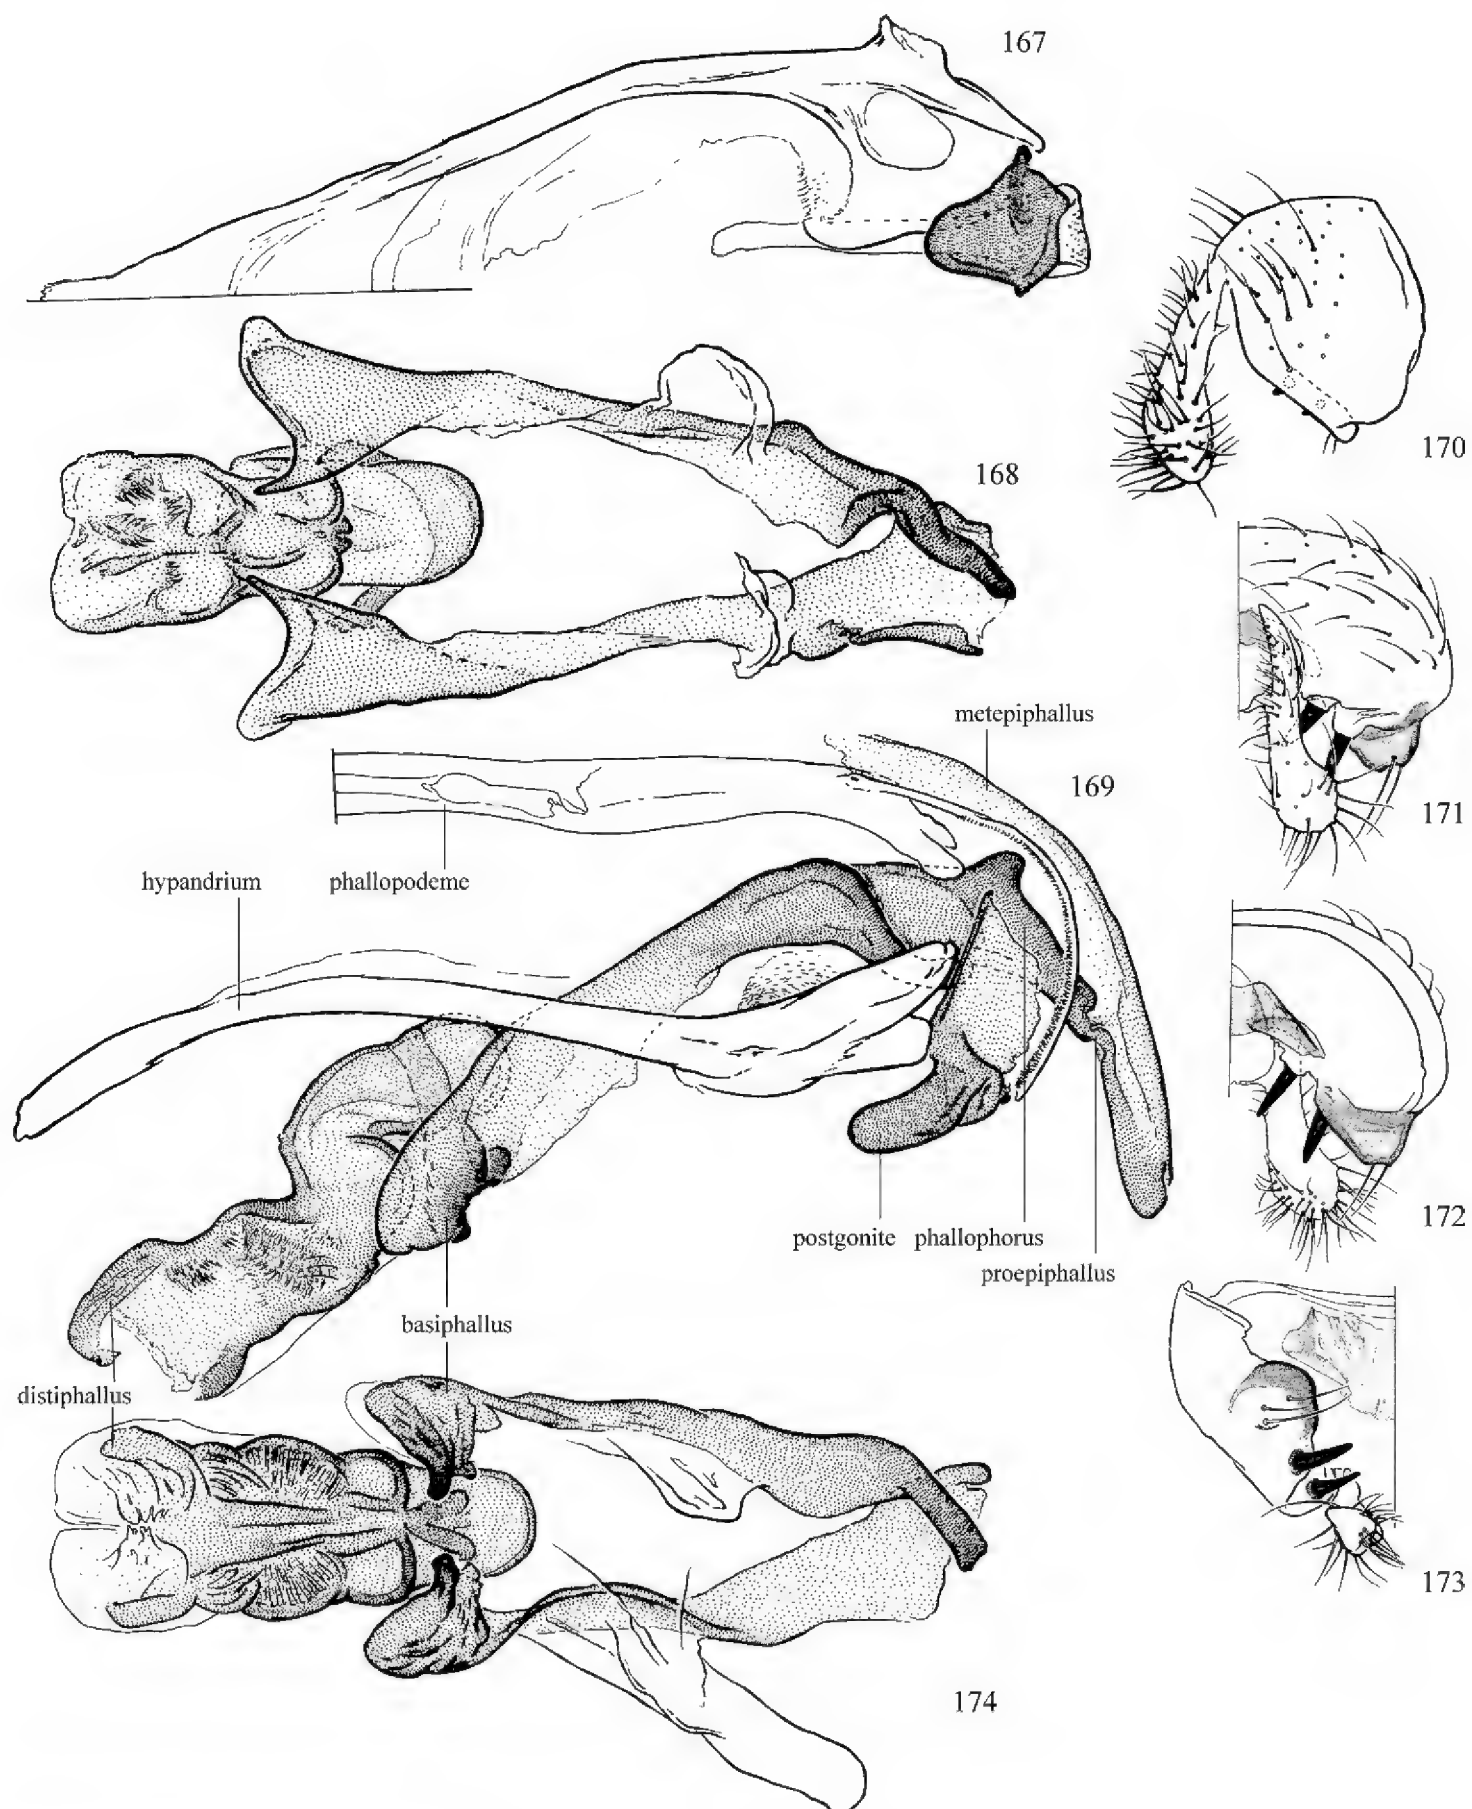 167
168
170
171
metepiphallus
169
hypandrium
phallopodeme
172
postgonite
phallophorus
proepiphallus
basiphallus
distiphallus
173
174